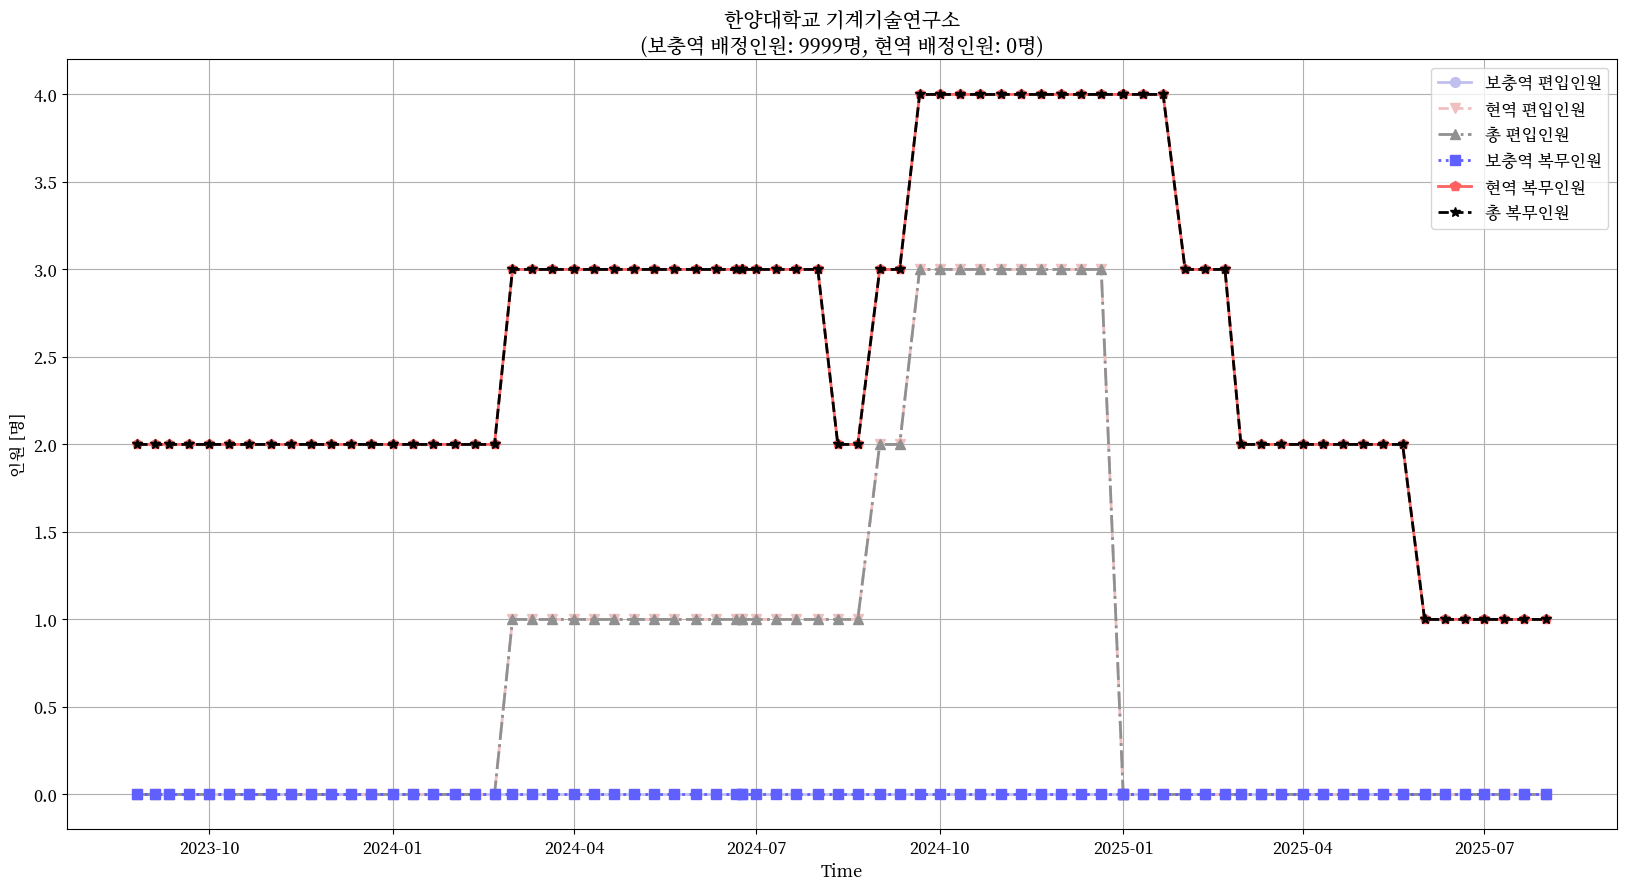 한양대학교 기계기술연구소
(보충역 배정인원: 9999명, 현역 배정인원: 0명)
보충역 편입인원
현역 편입인원
총 편입인원
보충역 복무인원
현역 복무인원
총 복무인원
인원 [명]
4.0
3.5
3.0
2.5
2.0
1.5
1.0
0.5
0.0
2023-10
2024-01
2024-04
2024-07
2024-10
2025-01
2025-04
2025-07
Time